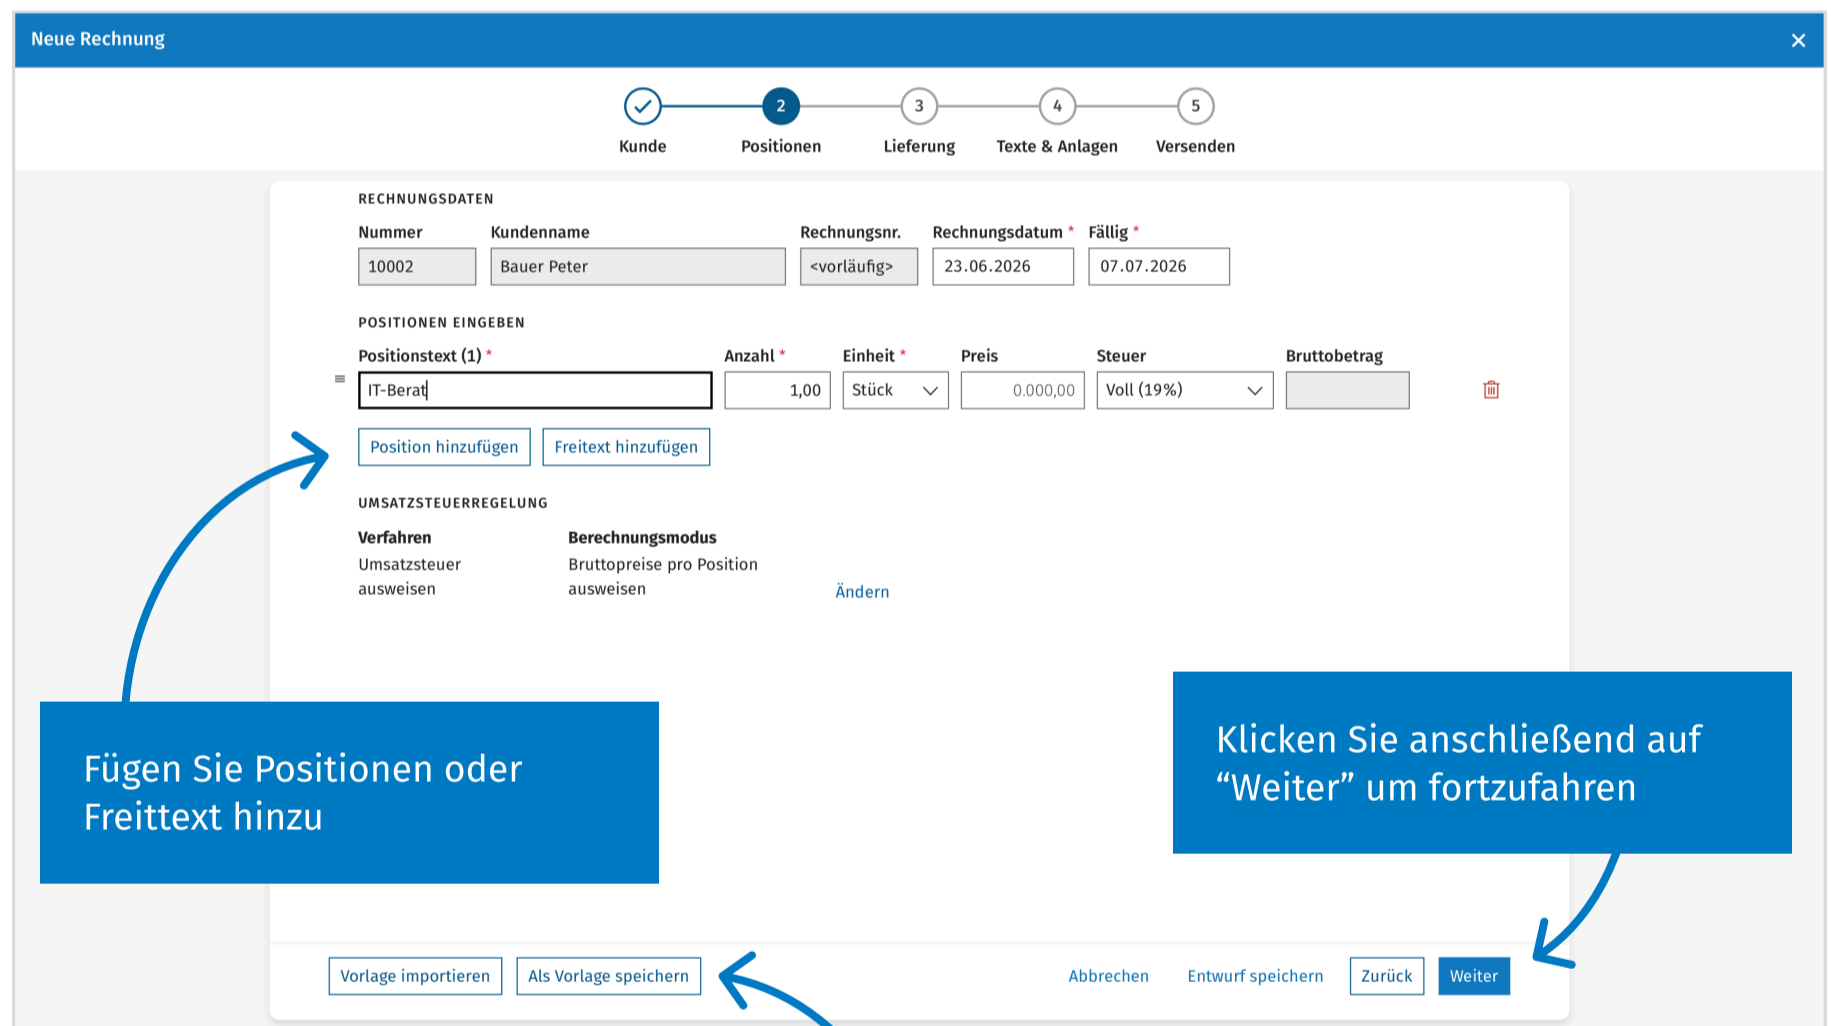 Neue Rechnung
2 3 4 5
Kunde Positionen Lieferung Texte & Anlagen Versenden
RECHNUNGSDATEN
Nummer Kundenname Rechnungsnr. Rechnungsdatum * Fällig *
10002 Bauer Peter <vorläufig> 23.06.2026 07.07.2026
POSITIONEN EINGEBEN
Positionstext (1) * Anzahl * Einheit * Preis Steuer Bruttobetrag
IT-Berat 1,00 Stück 0.000,00 Voll (19%)
Position hinzufügen Freitext hinzufügen
UMSATZSTEUERREGELUNG
Verfahren Berechnungsmodus
Umsatzsteuer Bruttopreise pro Position
ausweisen ausweisen Ändern
Fügen Sie Positionen oder
Freittext hinzu
Klicken Sie anschließend auf
“Weiter” um fortzufahren
Vorlage importieren Als Vorlage speichern Abbrechen Entwurf speichern Zurück Weiter